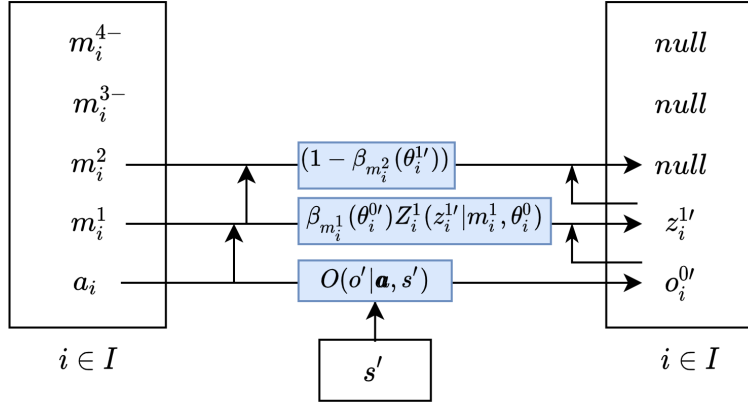 m_i^{4-} null
m_i^{3-} null
m_i^2 (1 − β_{m_i^2}(θ_i^{1′})) null
m_i^1 β_{m_i^1}(θ_i^{0′})Z_i^1(z_i^{1′}|m_i^1, θ_i^0) z_i^{1′}
a_i O(o′|𝒂, s′) o_i^{0′}
i ∈ I i ∈ I
s′